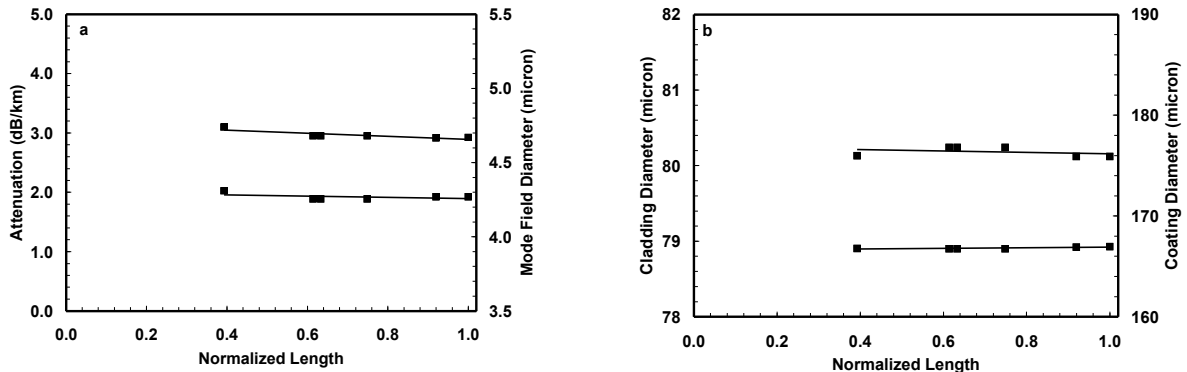 a
Attenuation (dB/km)
5.0
4.0
3.0
2.0
1.0
0.0
0.0 0.2 0.4 0.6 0.8 1.0
Normalized Length
5.5
5.0
4.5
4.0
3.5
Mode Field Diameter (micron)
b
Cladding Diameter (micron)
82
81
80
79
78
0.0 0.2 0.4 0.6 0.8 1.0
Normalized Length
190
180
170
160
Coating Diameter (micron)